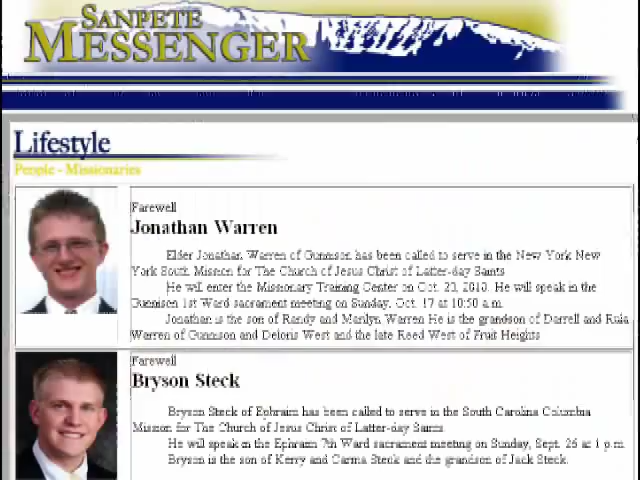 SANPETE
MESSENGER
Lifestyle
People - Missionaries
Farewell
Jonathan Warren
Elder Jonathan Warren of Gunnison has been called to serve in the New York New
York South Mission for The Church of Jesus Christ of Latter-day Saints
He will enter the Missionary Training Center on Oct. 20, 2010. He will speak in the
Gunnison 1st Ward sacrament meeting on Sunday, Oct. 17 at 10:50 a.m.
Jonathan is the son of Randy and Marilyn Warren He is the grandson of Darrell and
Warren of Gunnison and Deloris West and the late Reed West of Fruit Heights
Farewell
Bryson Steck
Bryson Steck of Ephraim has been called to serve in the South Carolina Columbia
Mission for The Church of Jesus Christ of Latter-day Saints.
He will speak in the Ephraim 7th Ward sacrament meeting on Sunday, Sept. 26 at 1 p.m.
Bryson is the son of Kerry and Carma Steck and the grandson of Jack Steck.